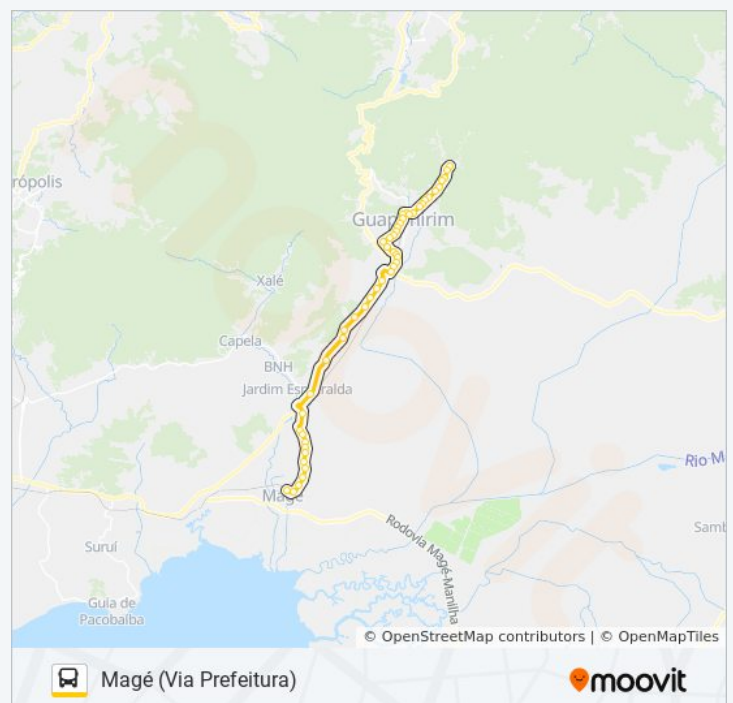 rópolis
Guapimirim
Xalé
Capela
BNH
Jardim Esmeralda
Magé
Rio M
Rodovia Magé-Manilha
Samb
Suruí
Guia de
Pacobaíba
© OpenStreetMap contributors | © OpenMapTiles
Magé (Via Prefeitura)
moovit